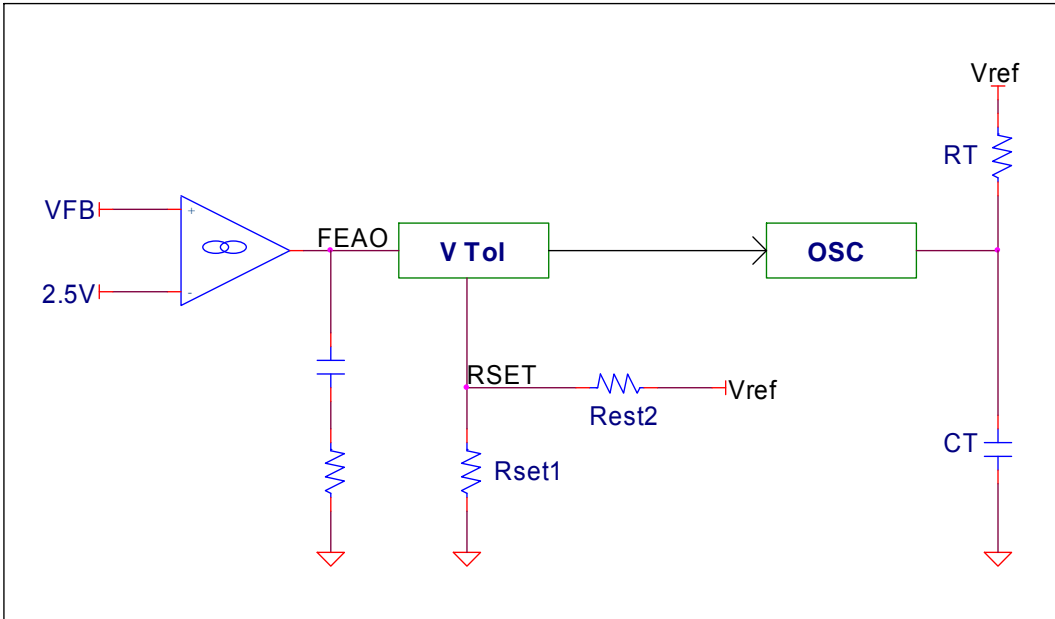 Vref
RT
VFB
+
FEAO
V Tol
OSC
2.5V
-
RSET
Vref
Rest2
CT
Rset1